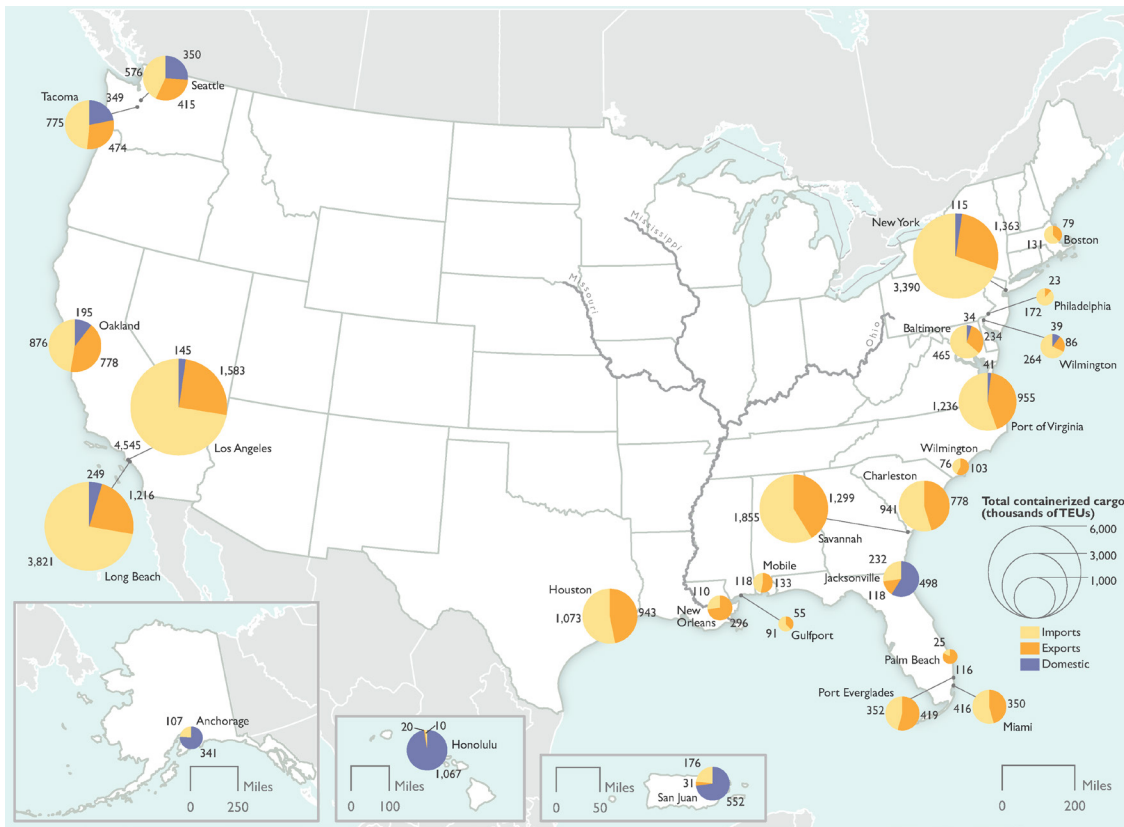 350
576
Seattle
415
Tacoma
349
775
474
195
Oakland
876
778
145
1,583
4,545
Los Angeles
249
1,216
3,821
Long Beach
Mississippi
Missouri
Ohio
115
New York
1,363
3,390
79
131
Boston
23
172
Philadelphia
34
Baltimore
234
465
39
86
264
Wilmington
41
955
1,236
Port of Virginia
Wilmington
76
103
Charleston
778
941
1,299
1,855
Savannah
232
Jacksonville
498
118
Mobile
118
133
110
New
Orleans
296
55
91
Gulfport
Houston
1,073
943
25
Palm Beach
116
Port Everglades
352
419
416
350
Miami
Total containerized cargo
(thousands of TEUs)
6,000
3,000
1,000
Imports
Exports
Domestic
107
Anchorage
341
Miles
0
250
20
10
Honolulu
1,067
Miles
0
100
176
31
San Juan
552
Miles
0
50
Miles
0
200